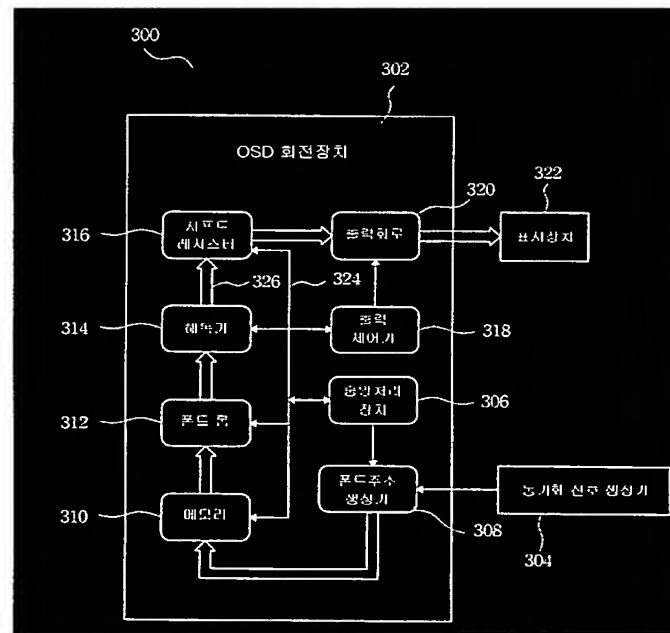 300
302
OSD 회전장치
320
322
316
시프트
레지스터
출력회로
표시장치
326
324
314
해독기
출력
제어기
318
312
폰트 롬
중앙처리
장치
306
310
메모리
폰트주소
생성기
308
동기화 신호 생성기
304